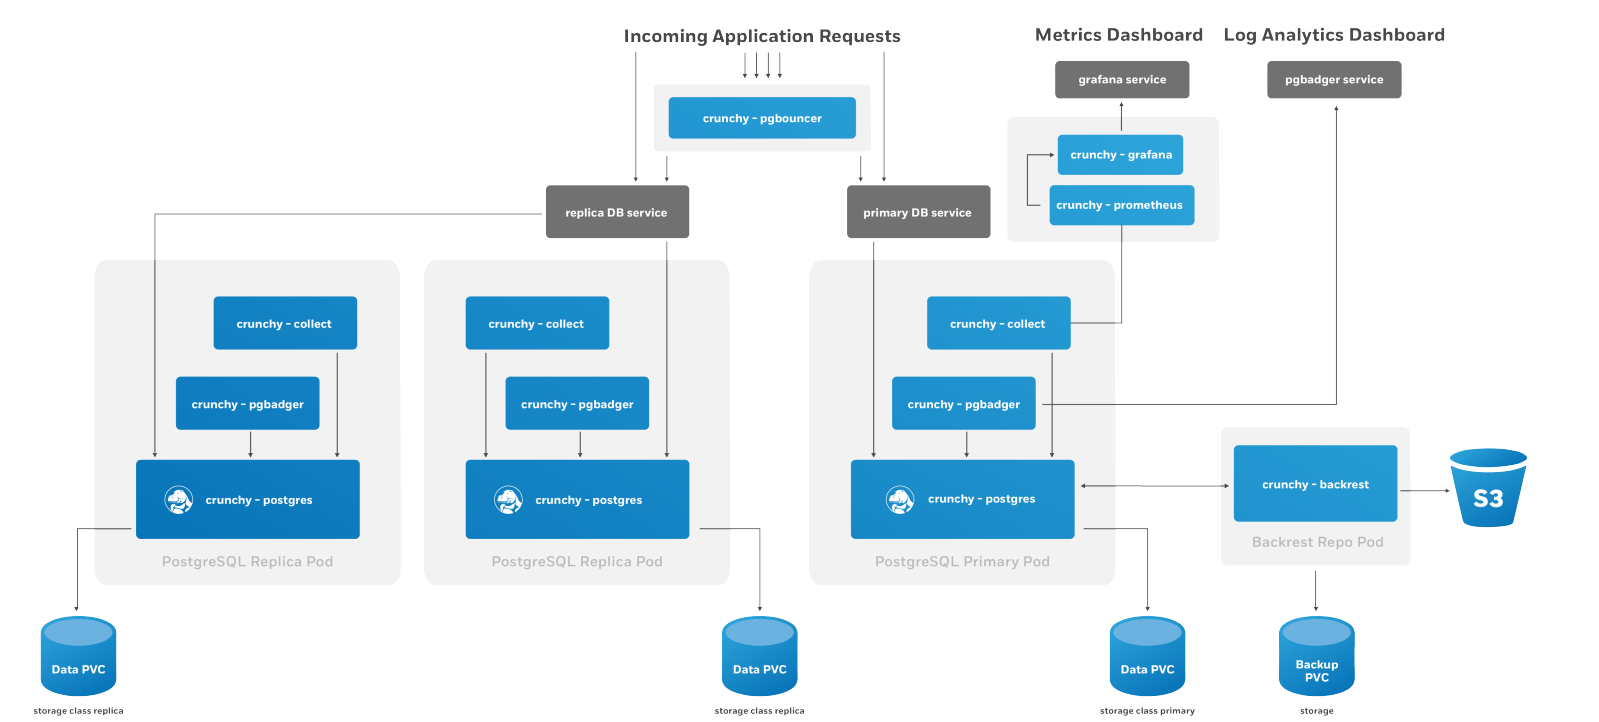 Incoming Application Requests
Metrics Dashboard
Log Analytics Dashboard
grafana service
pgbadger service
crunchy - pgbouncer
crunchy - grafana
crunchy - prometheus
replica DB service
primary DB service
crunchy - collect
crunchy - collect
crunchy - collect
crunchy - pgbadger
crunchy - pgbadger
crunchy - pgbadger
crunchy - postgres
crunchy - postgres
crunchy - postgres
crunchy - backrest
S3
PostgreSQL Replica Pod
PostgreSQL Replica Pod
PostgreSQL Primary Pod
Backrest Repo Pod
Data PVC
Data PVC
Data PVC
Backup
PVC
storage class replica
storage class replica
storage class primary
storage